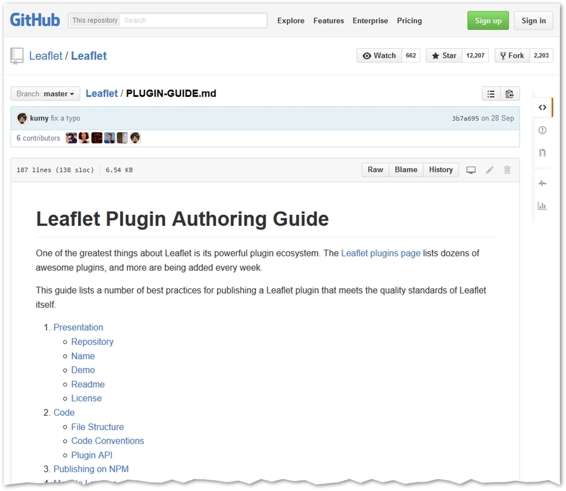 GitHub This repository Search Explore Features Enterprise Pricing Sign up Sign in
Leaflet / Leaflet Watch 662 Star 12,207 Fork 2,203
Branch: master Leaflet / PLUGIN-GUIDE.md
kumy fix a typo 3b7a695 on 28 Sep
6 contributors
187 lines (138 sloc) 6.54 KB Raw Blame History
Leaflet Plugin Authoring Guide
One of the greatest things about Leaflet is its powerful plugin ecosystem. The Leaflet plugins page lists dozens of
awesome plugins, and more are being added every week.
This guide lists a number of best practices for publishing a Leaflet plugin that meets the quality standards of Leaflet
itself.
1. Presentation
Repository
Name
Demo
Readme
License
2. Code
File Structure
Code Conventions
Plugin API
3. Publishing on NPM